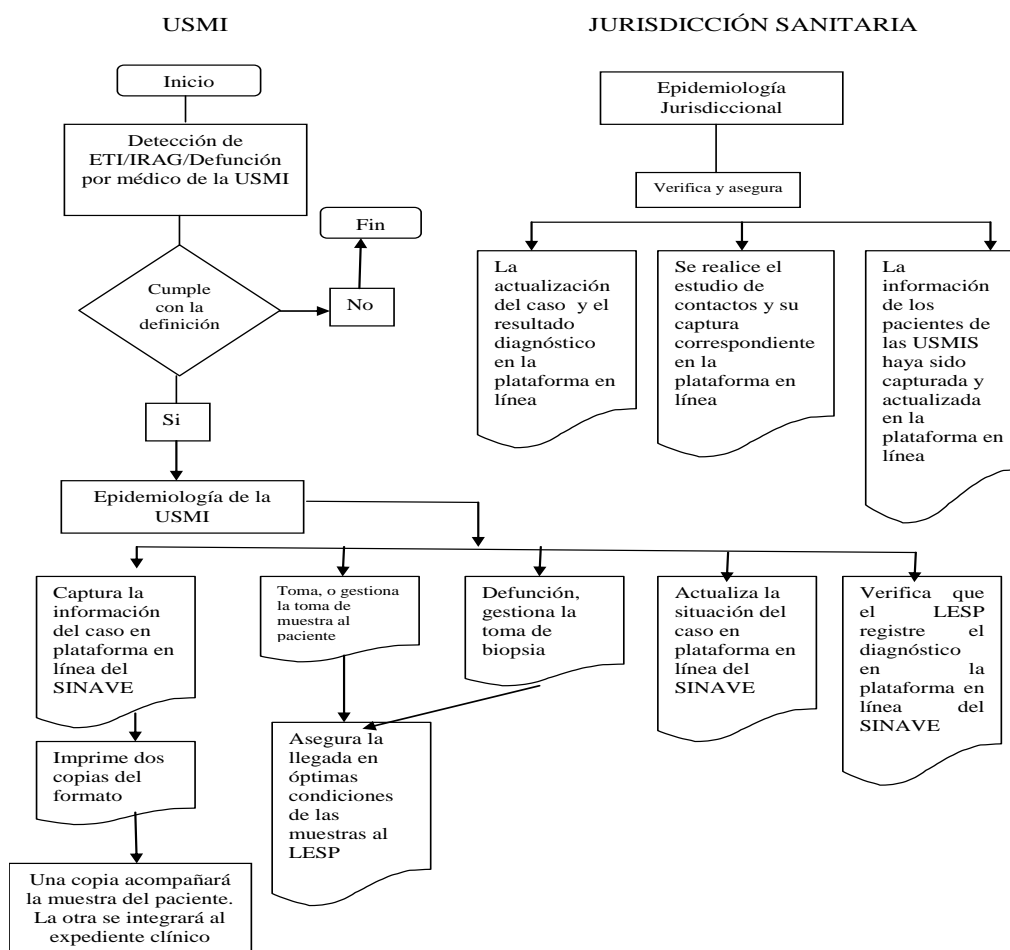 USMI
JURISDICCIÓN SANITARIA
Inicio
Detección de
ETI/IRAG/Defunción
por médico de la USMI
Cumple
con la
definición
No
Fin
Si
Epidemiología de la
USMI
Captura la
información
del caso en
plataforma en
línea del
SINAVE
Imprime dos
copias del
formato
Una copia acompañará
la muestra del paciente.
La otra se integrará al
expediente clínico
Toma, o gestiona
la toma de
muestra al
paciente
Defunción,
gestiona la
toma de
biopsia
Asegura la
llegada en
óptimas
condiciones
de las
muestras al
LESP
Actualiza la
situación del
caso en
plataforma en
línea del
SINAVE
Verifica que
el LESP
registre el
diagnóstico
en la
plataforma en
línea del
SINAVE
Epidemiología
Jurisdiccional
Verifica y asegura
La
actualización
del caso y el
resultado
diagnóstico
en la
plataforma en
línea
Se realice el
estudio de
contactos y su
captura
correspondiente
en la
plataforma en
línea
La
información
de los
pacientes de
las USMIS
haya sido
capturada y
actualizada
en la
plataforma en
línea